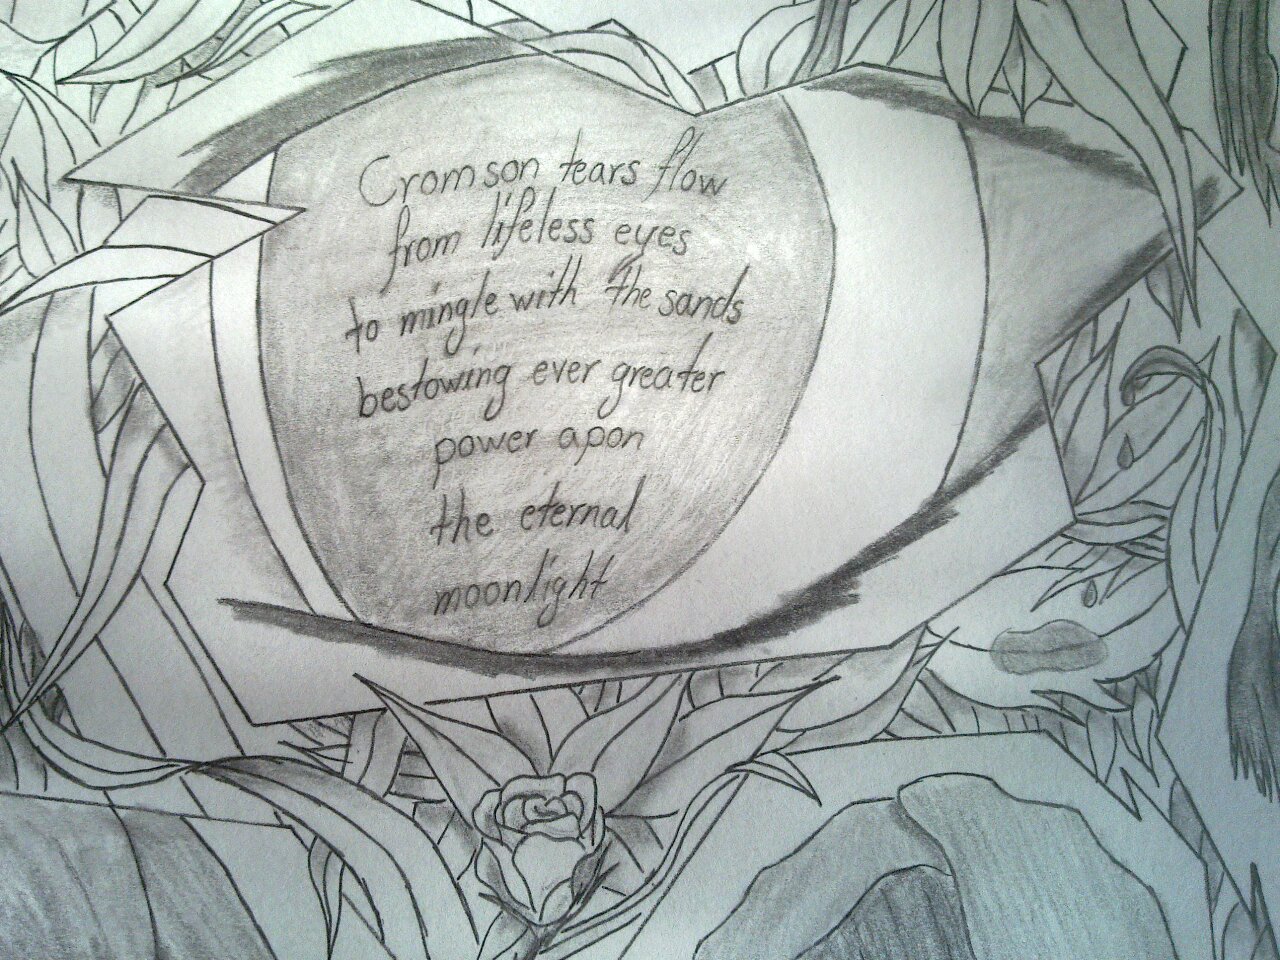 Cromson tears flow
from lifeless eyes
to mingle with the sands
bestowing ever greater
power apon
the eternal
moonlight